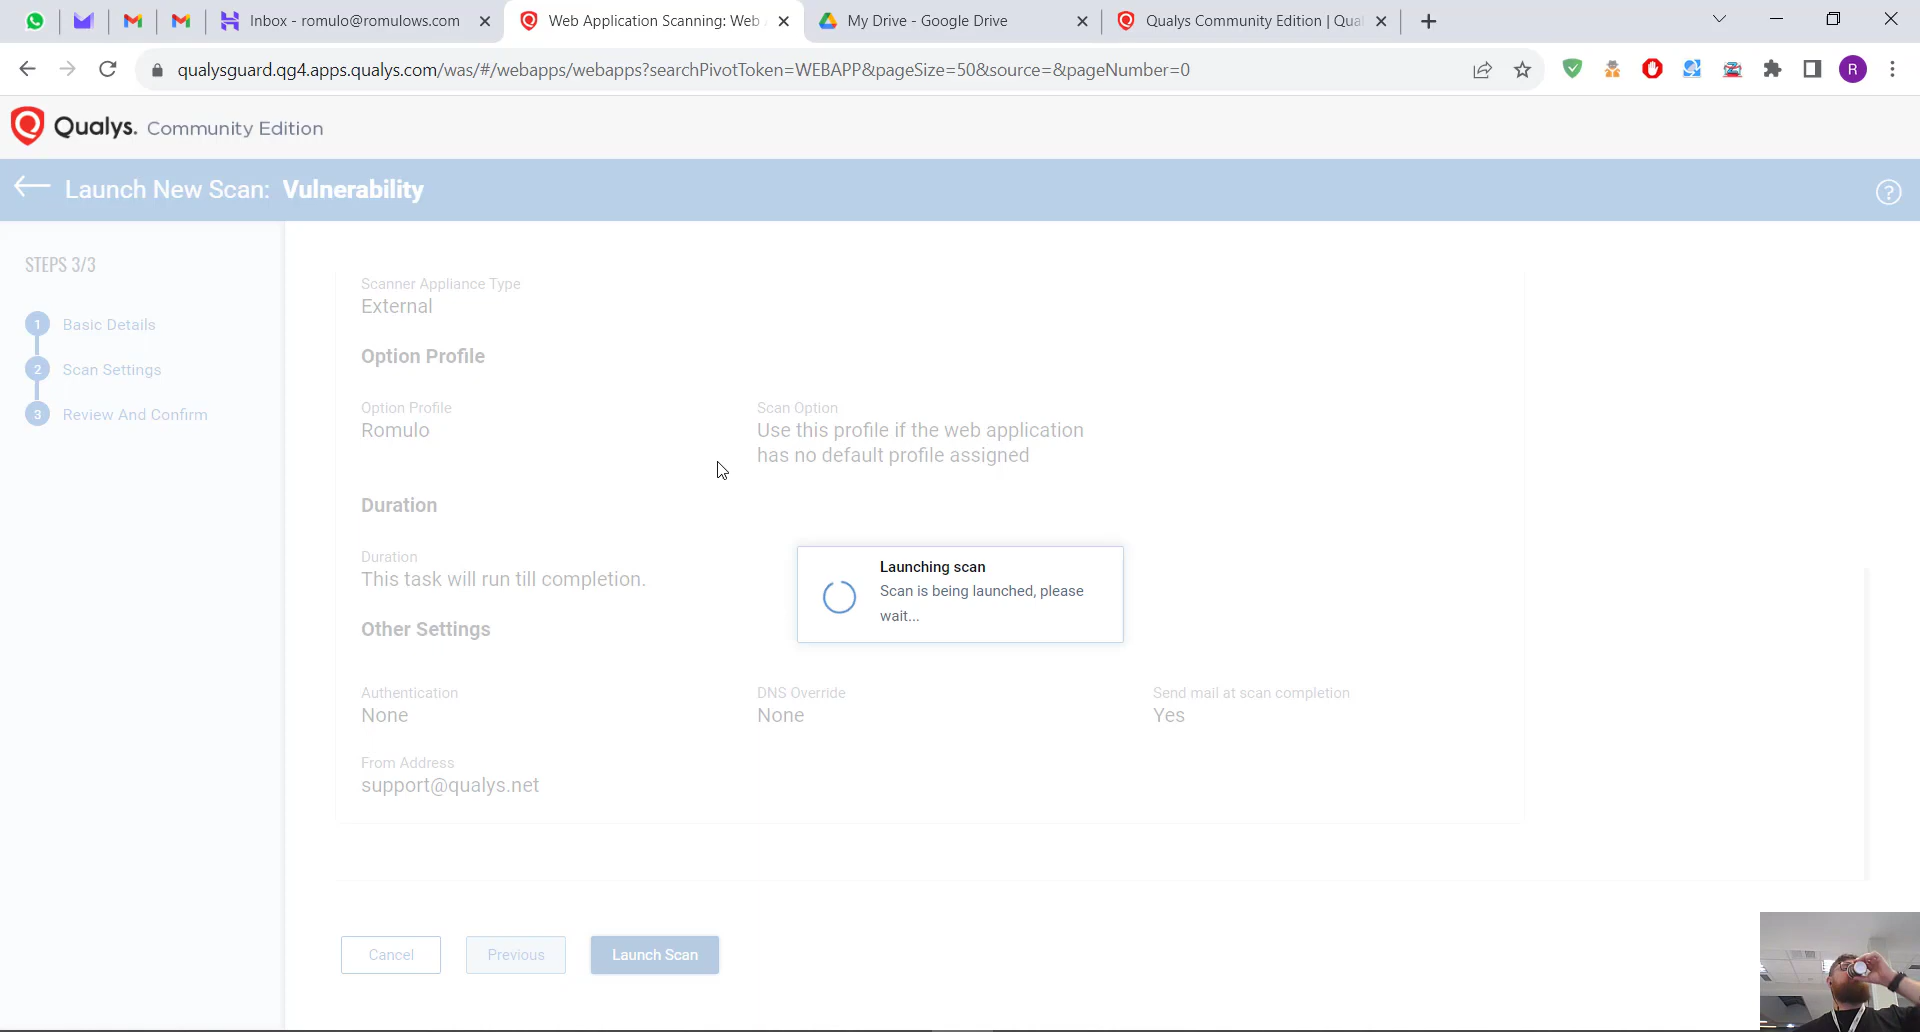 Inbox - romulo@romulows.com
Web Application Scanning: Web
My Drive - Google Drive
Qualys Community Edition | Qua
qualysguard.qg4.apps.qualys.com/was/#/webapps/webapps?searchPivotToken=WEBAPP&pageSize=50&source=&pageNumber=0
R
Qualys. Community Edition
Launch New Scan: Vulnerability
?
STEPS 3/3
1 Basic Details
2 Scan Settings
3 Review And Confirm
Scanner Appliance Type
External
Option Profile
Option Profile
Romulo
Scan Option
Use this profile if the web application
has no default profile assigned
Duration
Duration
This task will run till completion.
Launching scan
Scan is being launched, please
wait...
Other Settings
Authentication
None
DNS Override
None
Send mail at scan completion
Yes
From Address
support@qualys.net
Cancel
Previous
Launch Scan